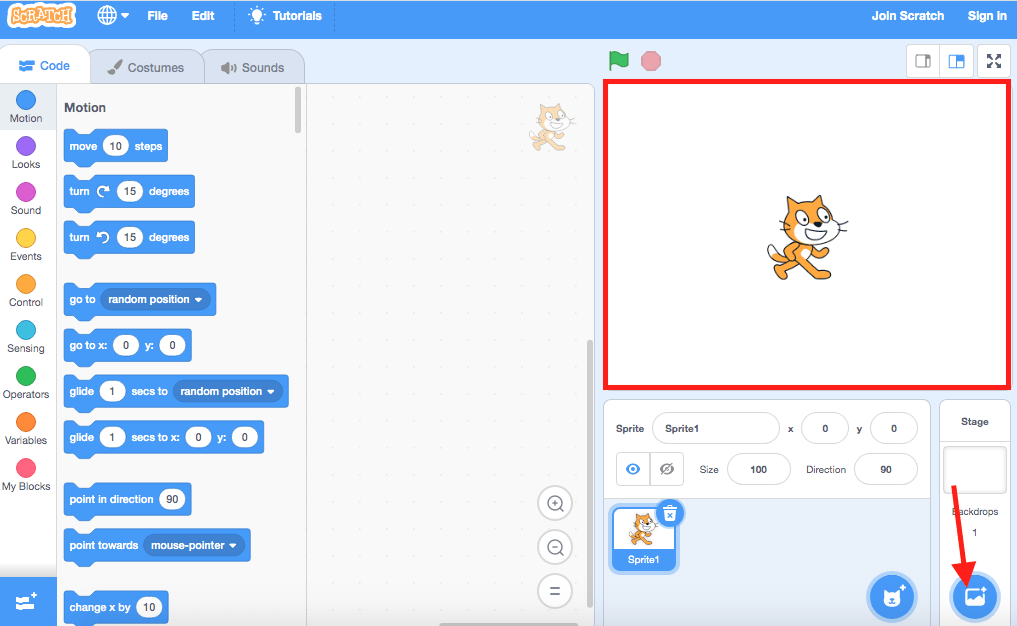 SCRATCH File Edit Tutorials Join Scratch Sign in
Code Costumes Sounds
Motion
Looks
Sound
Events
Control
Sensing
Operators
Variables
My Blocks
Motion
move 10 steps
turn 15 degrees
turn 15 degrees
go to random position
go to x: 0 y: 0
glide 1 secs to random position
glide 1 secs to x: 0 y: 0
point in direction 90
point towards mouse-pointer
change x by 10
Sprite Sprite1 x 0 y 0
Size 100 Direction 90
Sprite1
Stage
Backdrops
1